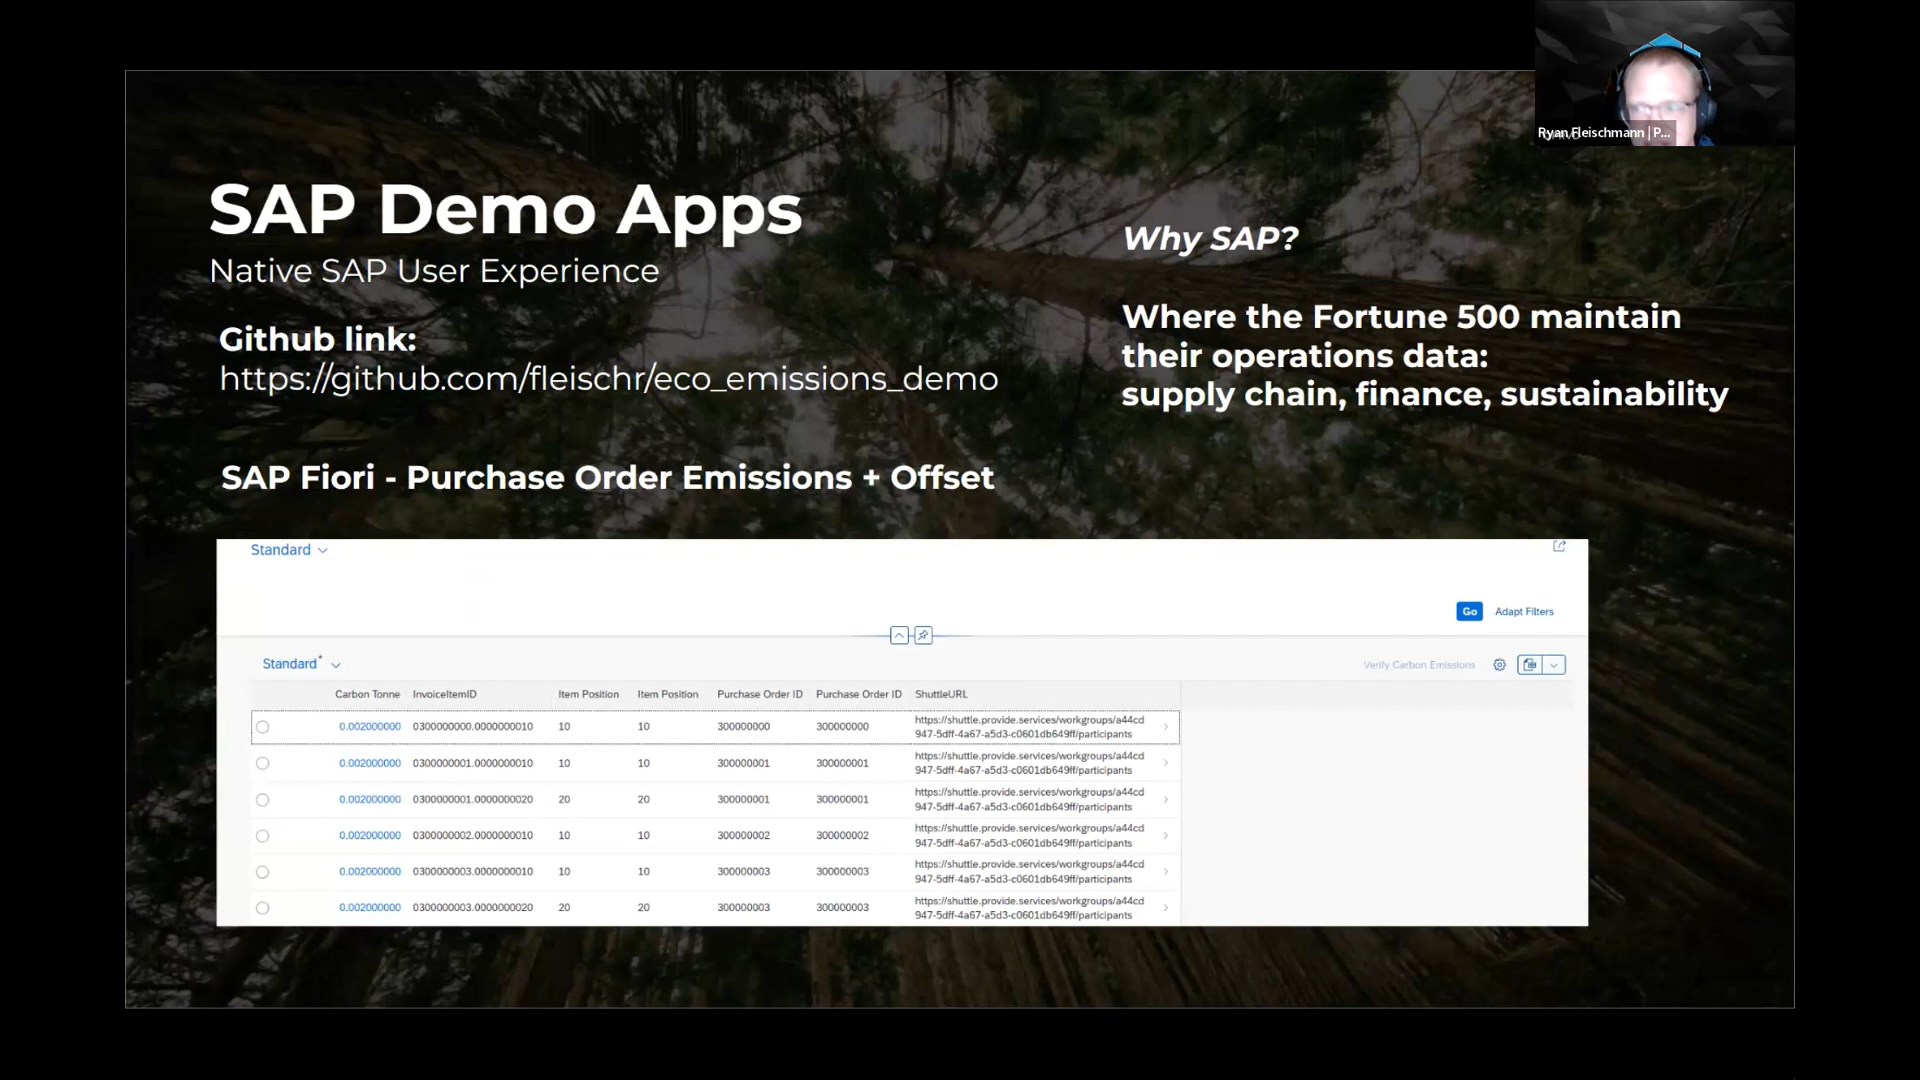 Ryan Fleischmann | P...
SAP Demo Apps
Native SAP User Experience
Github link:
https://github.com/fleischr/eco_emissions_demo
Why SAP?
Where the Fortune 500 maintain
their operations data:
supply chain, finance, sustainability
SAP Fiori - Purchase Order Emissions + Offset
Standard
Go Adapt Filters
Standard*
Verify Carbon Emissions
Carbon Tonne InvoiceItemID Item Position Item Position Purchase Order ID Purchase Order ID ShuttleURL
0.002000000 0300000000.0000000010 10 10 300000000 300000000 https://shuttle.provide.services/workgroups/a44cd
947-5dff-4a67-a5d3-c0601db649ff/participants
0.002000000 0300000001.0000000010 10 10 300000001 300000001 https://shuttle.provide.services/workgroups/a44cd
947-5dff-4a67-a5d3-c0601db649ff/participants
0.002000000 0300000001.0000000020 20 20 300000001 300000001 https://shuttle.provide.services/workgroups/a44cd
947-5dff-4a67-a5d3-c0601db649ff/participants
0.002000000 0300000002.0000000010 10 10 300000002 300000002 https://shuttle.provide.services/workgroups/a44cd
947-5dff-4a67-a5d3-c0601db649ff/participants
0.002000000 0300000003.0000000010 10 10 300000003 300000003 https://shuttle.provide.services/workgroups/a44cd
947-5dff-4a67-a5d3-c0601db649ff/participants
0.002000000 0300000003.0000000020 20 20 300000003 300000003 https://shuttle.provide.services/workgroups/a44cd
947-5dff-4a67-a5d3-c0601db649ff/participants